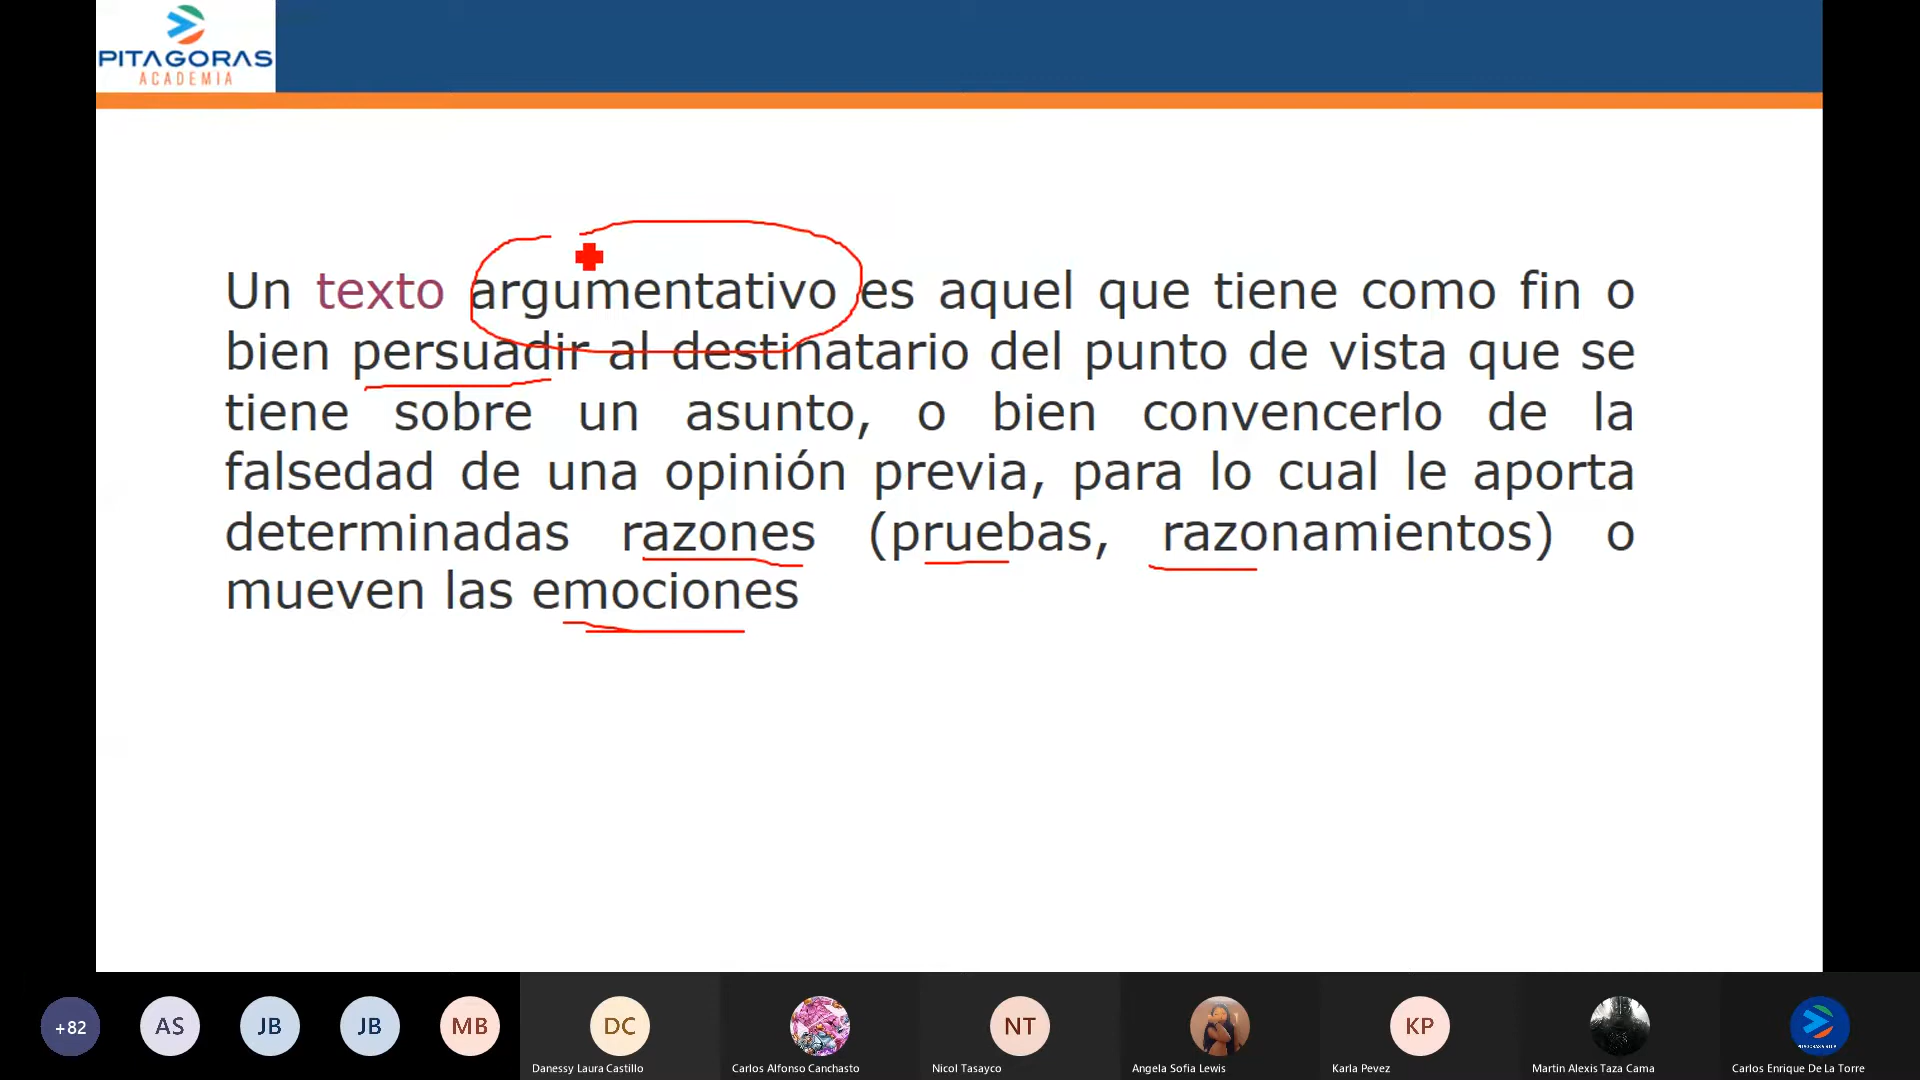 PITAGORAS
ACADEMIA
Un texto argumentativo es aquel que tiene como fin o
bien persuadir al destinatario del punto de vista que se
tiene sobre un asunto, o bien convencerlo de la
falsedad de una opinión previa, para lo cual le aporta
determinadas razones (pruebas, razonamientos) o
mueven las emociones
+82 AS JB JB MB DC NT KP
Danessy Laura Castillo Carlos Alfonso Canchasto Nicol Tasayco Angela Sofia Lewis Karla Pevez Martin Alexis Taza Cama Carlos Enrique De La Torre